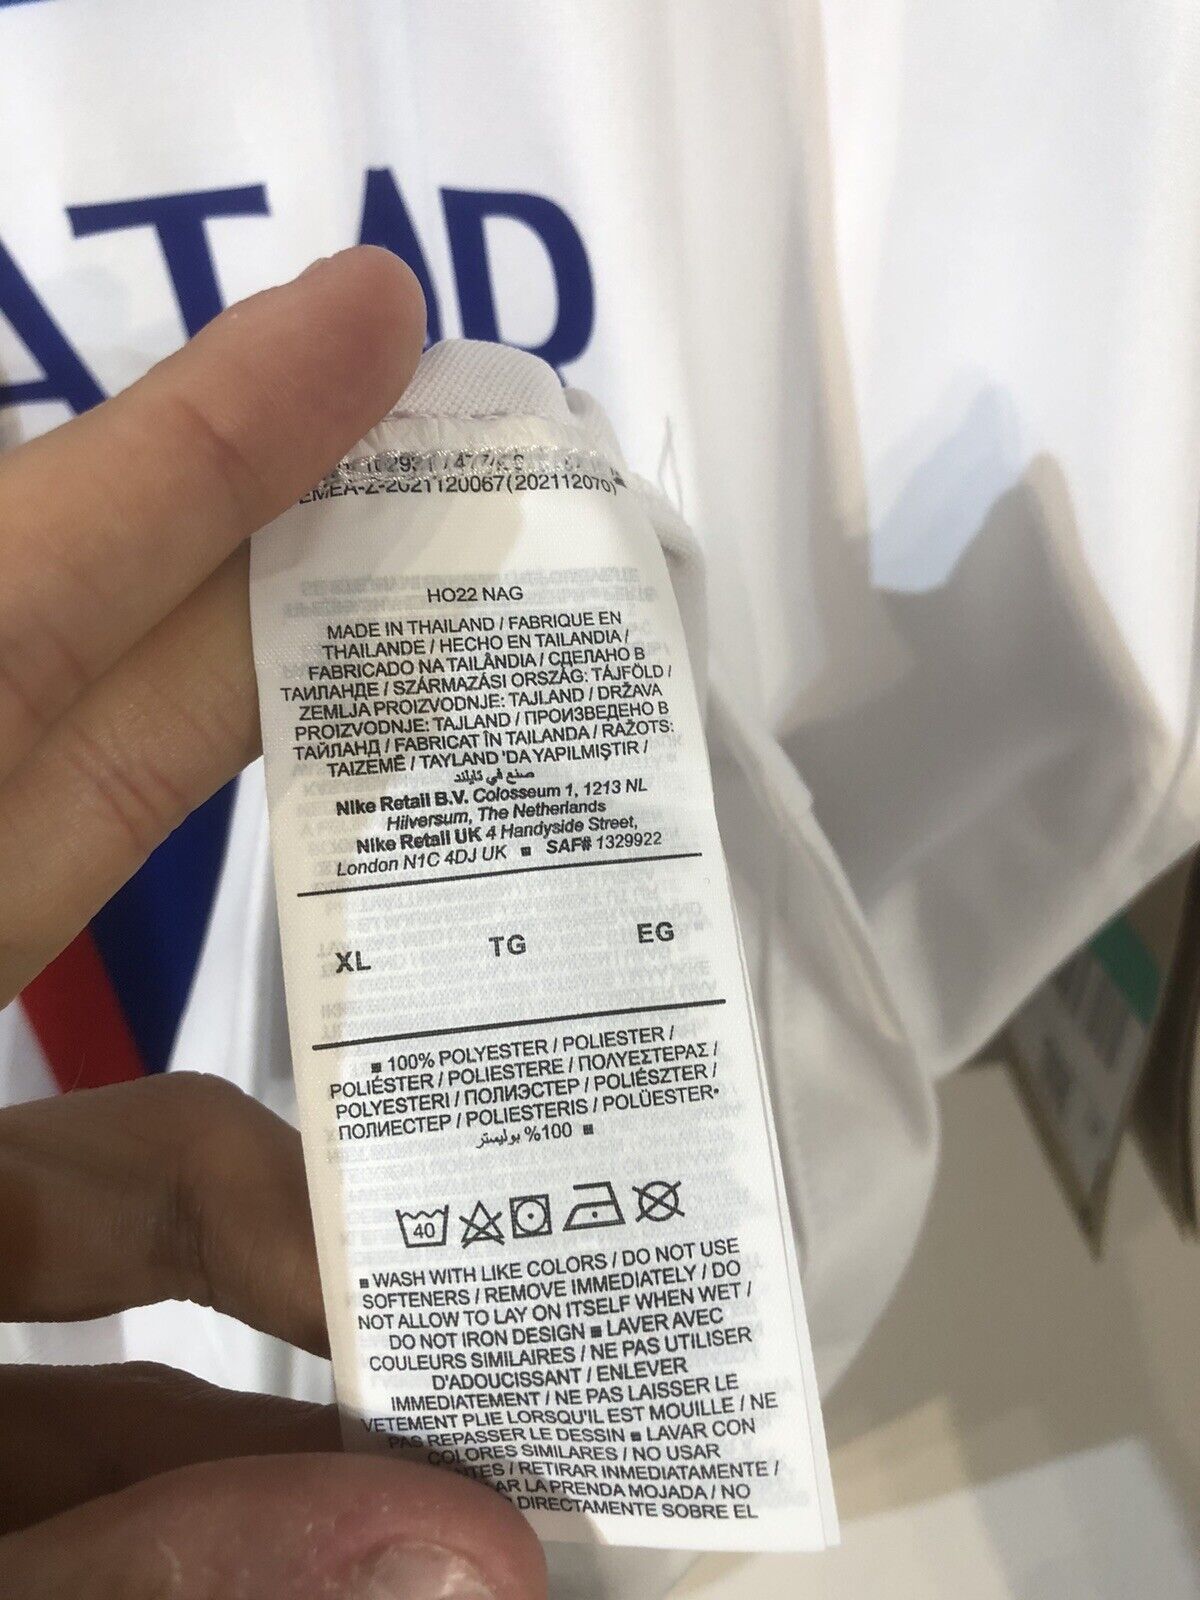 ATAR
EMEA-Z-2021120067(202112070)
HO22 NAG
MADE IN THAILAND / FABRIQUE EN
THAILANDE / HECHO EN TAILANDIA /
FABRICADO NA TAILÂNDIA / СДЕЛАНО В
ТАИЛАНДЕ / SZÁRMAZÁSI ORSZÁG: TÁJFÖLD /
ZEMLJA PROIZVODNJE: TAJLAND / DRŽAVA
PROIZVODNJE: TAJLAND / ПРОИЗВЕДЕНО В
ТАЙЛАНД / FABRICAT ÎN TAILANDA / RAŽOTS:
TAIZEMĒ / TAYLAND 'DA YAPILMIŞTIR /
صنع في تايلند
Nike Retail B.V. Colosseum 1, 1213 NL
Hilversum, The Netherlands
Nike Retail UK 4 Handyside Street,
London N1C 4DJ UK ■ SAF# 1329922
XL TG EG
■ 100% POLYESTER / POLIESTER /
POLIÉSTER / POLIESTERE / ΠΟΛΥΕΣΤΕΡΑΣ /
POLYESTERI / ПОЛИЭСТЕР / POLIÉSZTER /
ПОЛИЕСТЕР / POLIESTERIS / POLÜESTER•
100% بوليستر ■
40
■ WASH WITH LIKE COLORS / DO NOT USE
SOFTENERS / REMOVE IMMEDIATELY / DO
NOT ALLOW TO LAY ON ITSELF WHEN WET /
DO NOT IRON DESIGN ■ LAVER AVEC
COULEURS SIMILAIRES / NE PAS UTILISER
D'ADOUCISSANT / ENLEVER
IMMEDIATEMENT / NE PAS LAISSER LE
VETEMENT PLIE LORSQU'IL EST MOUILLE / NE
PAS REPASSER LE DESSIN ■ LAVAR CON
COLORES SIMILARES / NO USAR
/ RETIRAR INMEDIATAMENTE /
LA PRENDA MOJADA / NO
DIRECTAMENTE SOBRE EL